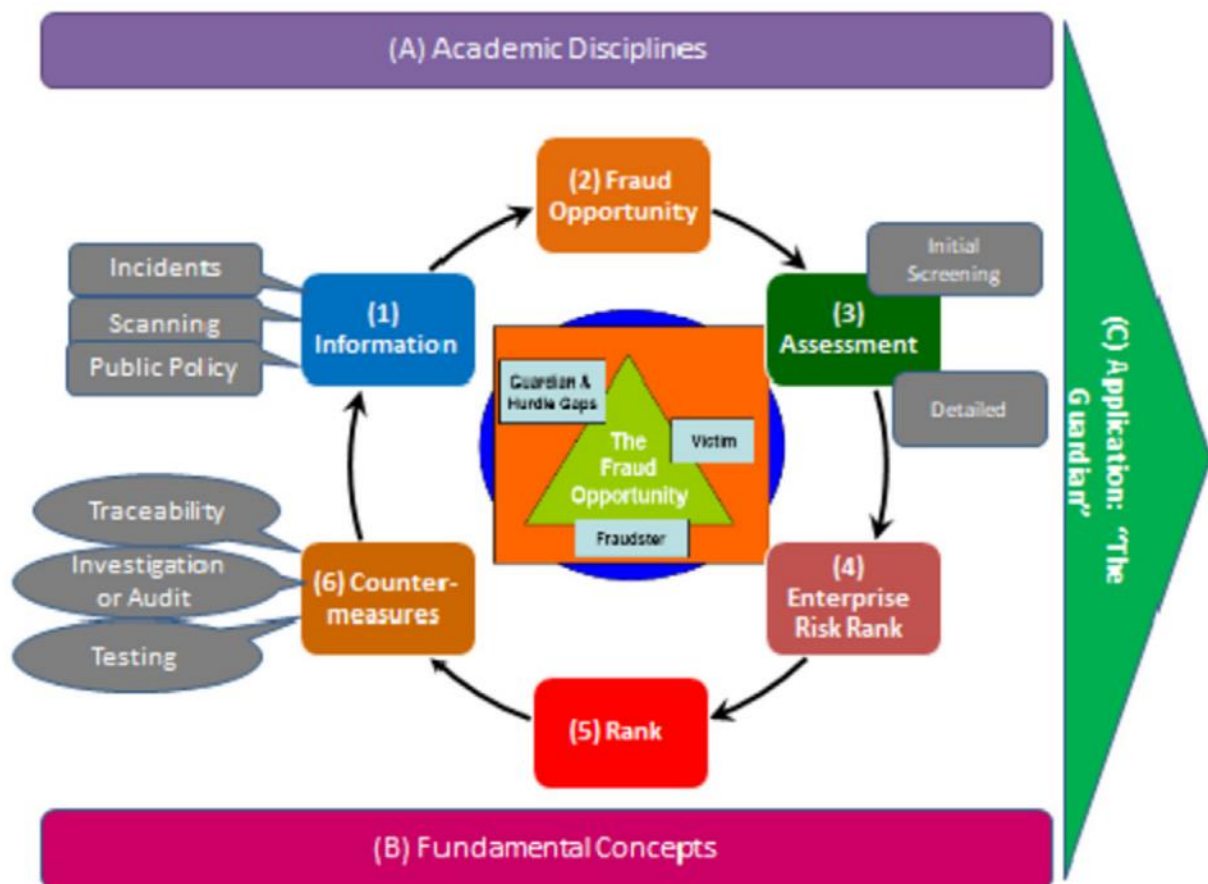 (A) Academic Disciplines
(2) Fraud
Opportunity
Initial
Screening
Incidents
Scanning
Public Policy
(1)
Information
(3)
Assessment
Detailed
Guardian &
Hurdle Gaps
Victim
The
Fraud
Opportunity
Fraudster
Traceability
Investigation
or Audit
Testing
(6) Counter-
measures
(4)
Enterprise
Risk Rank
(5) Rank
(B) Fundamental Concepts
(C) Application: “The
Guardian”